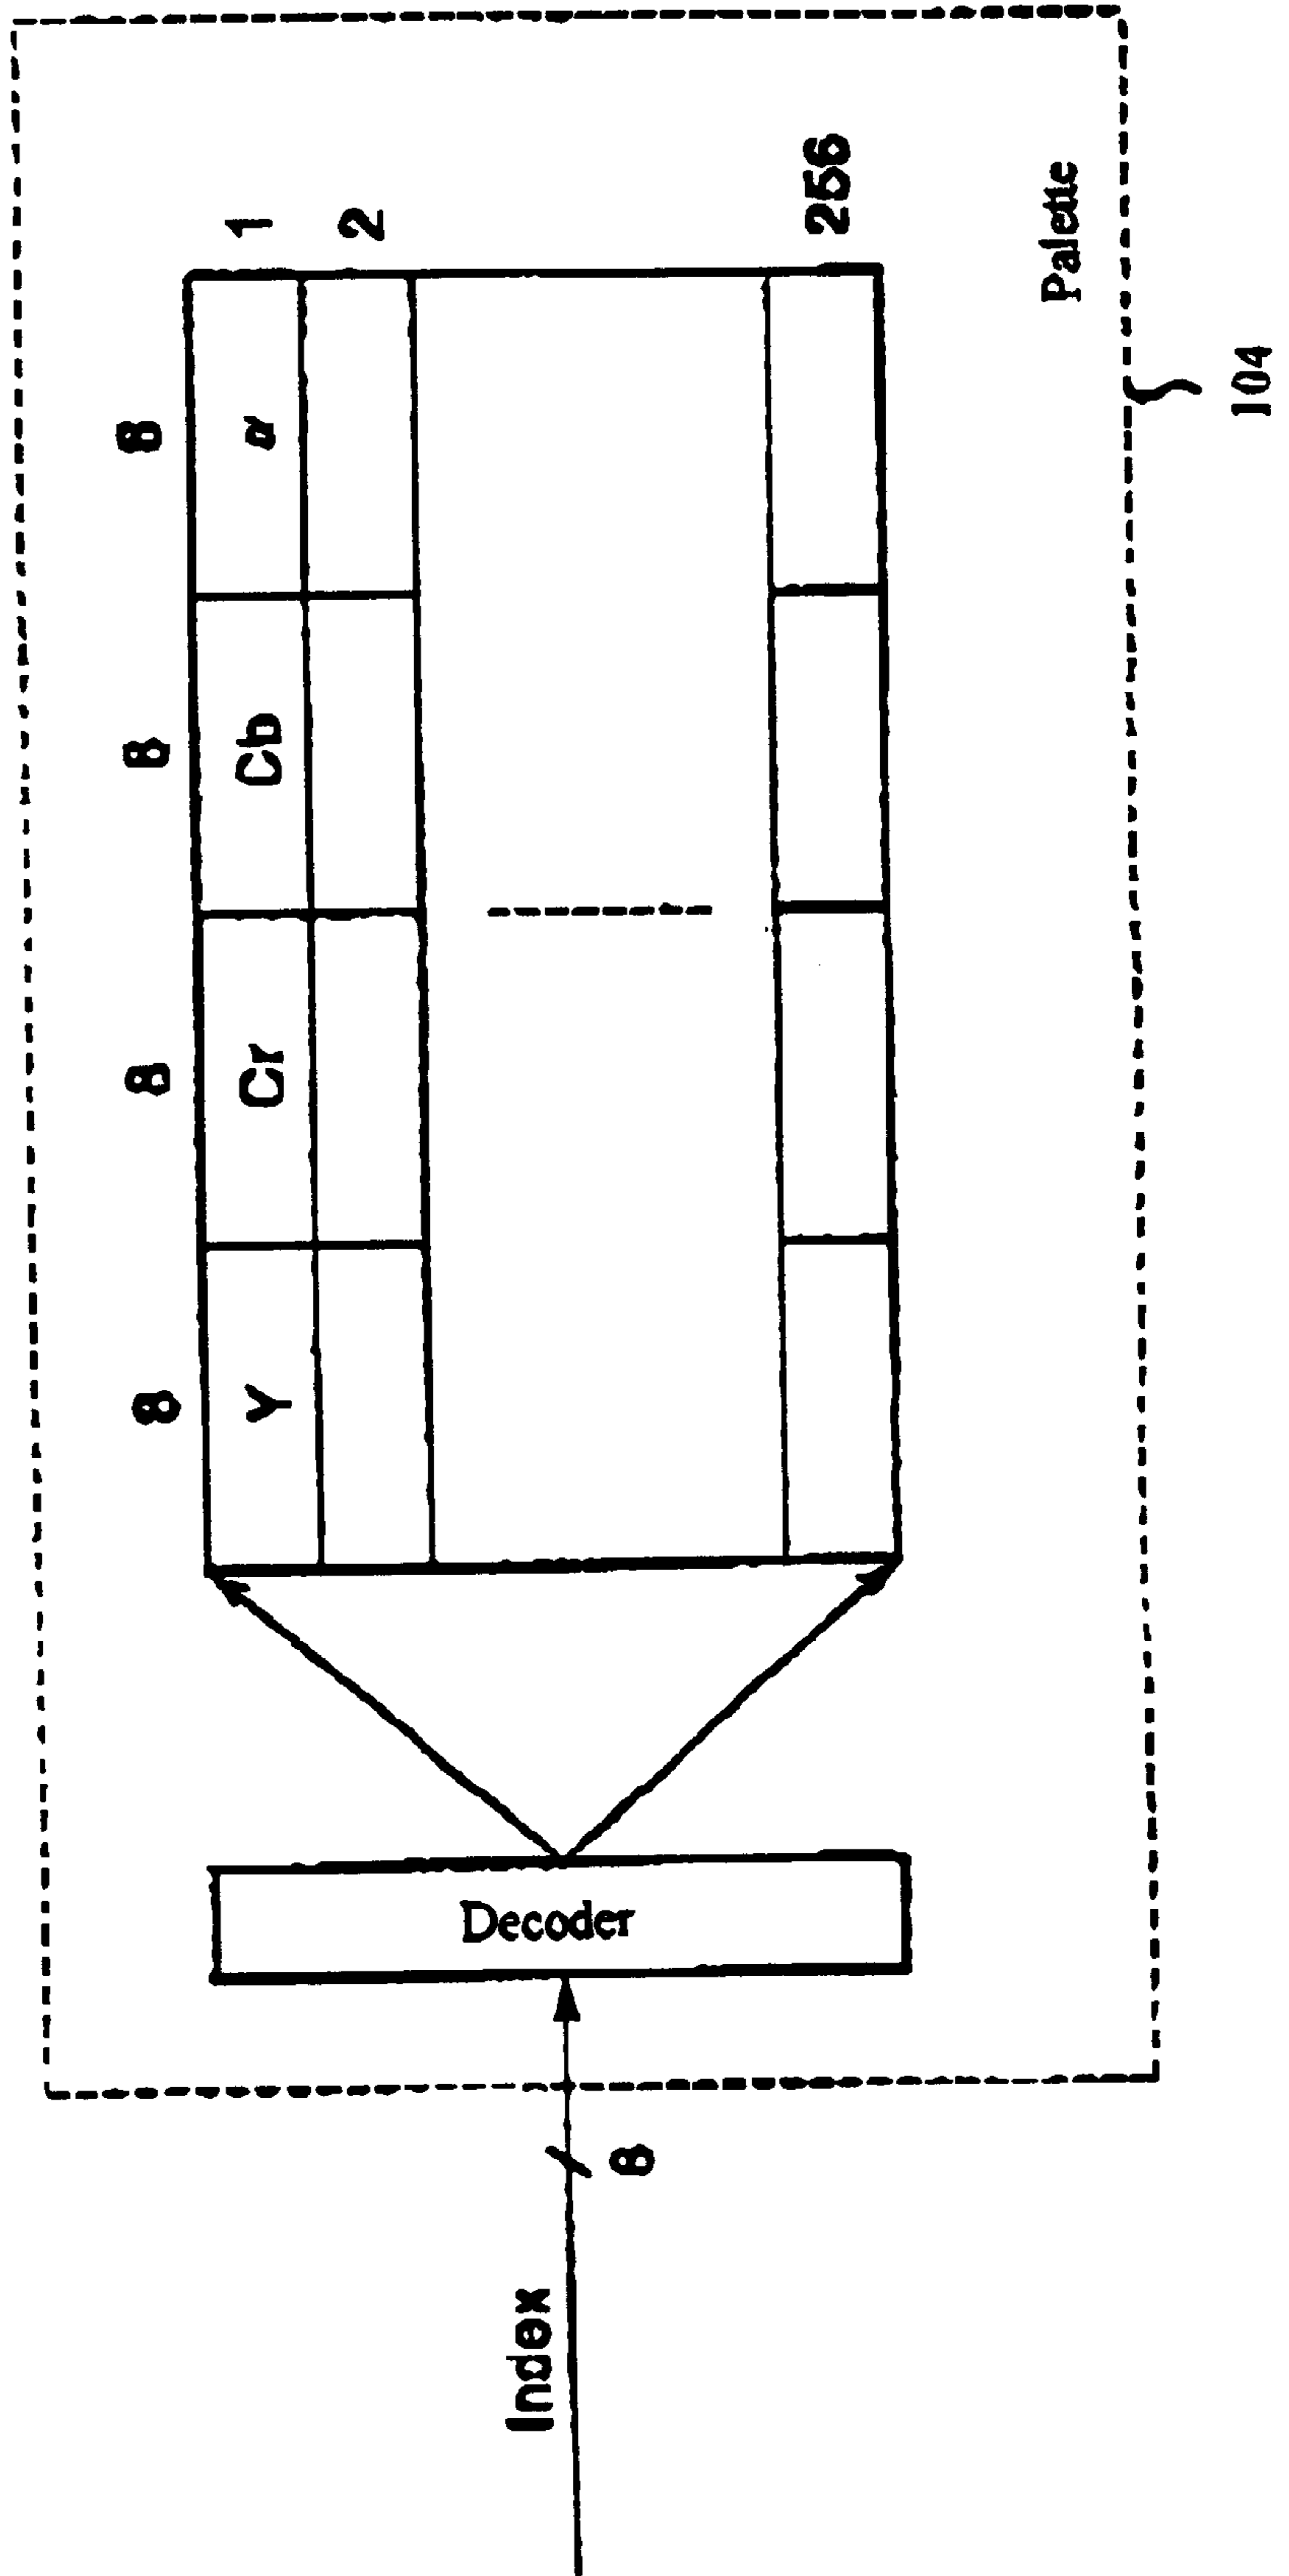 8 8 8 8
Y Cr Cb α 1
2
256
Decoder
Index
8
Palette
104